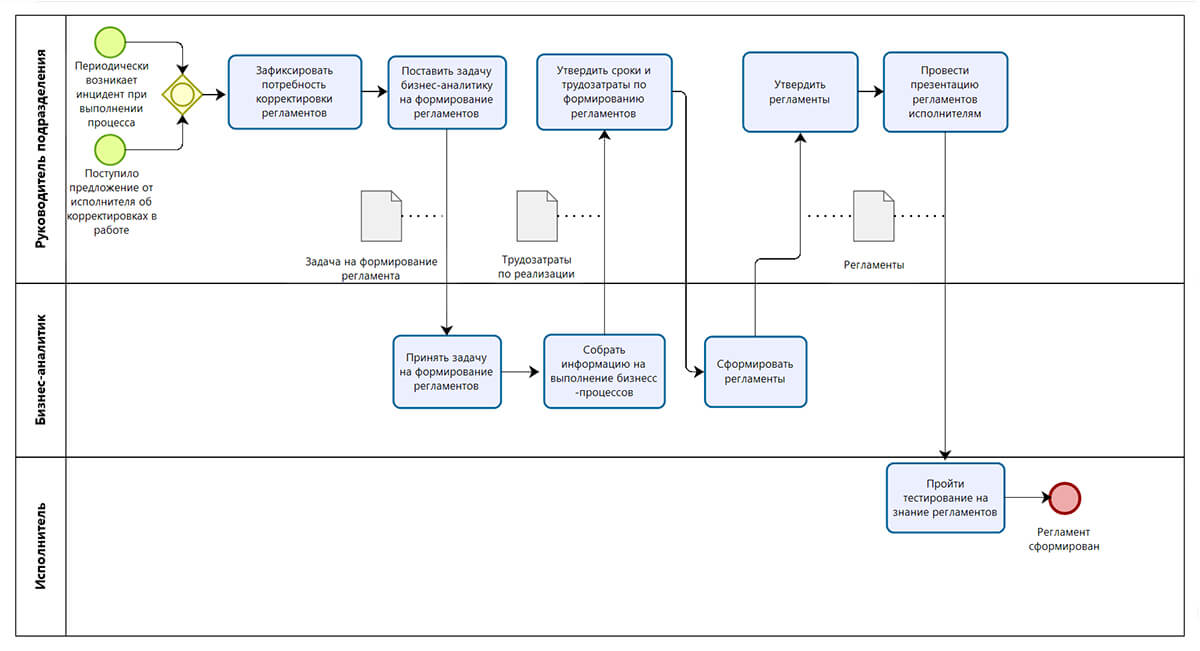 Руководитель подразделения
Периодически
возникает
инцидент при
выполнении
процесса
Поступило
предложение от
исполнителя об
корректировках в
работе
Зафиксировать
потребность
корректировки
регламентов
Поставить задачу
бизнес-аналитику
на формирование
регламентов
Утвердить сроки и
трудозатраты по
формированию
регламентов
Утвердить
регламенты
Провести
презентацию
регламентов
исполнителям
Задача на формирование
регламента
Трудозатраты
по реализации
Регламенты
Бизнес-аналитик
Принять задачу
на формирование
регламентов
Собрать
информацию на
выполнение бизнесс
-процессов
Сформировать
регламенты
Исполнитель
Пройти
тестирование на
знание регламентов
Регламент
сформирован